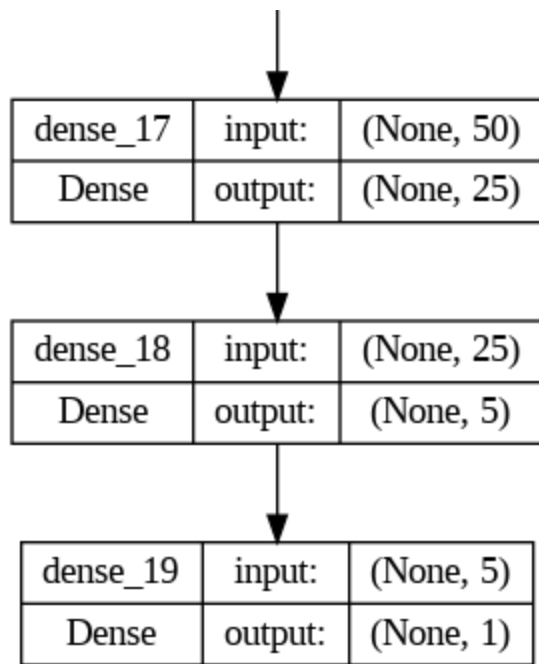 dense_17 input: (None, 50)
Dense output: (None, 25)
dense_18 input: (None, 25)
Dense output: (None, 5)
dense_19 input: (None, 5)
Dense output: (None, 1)